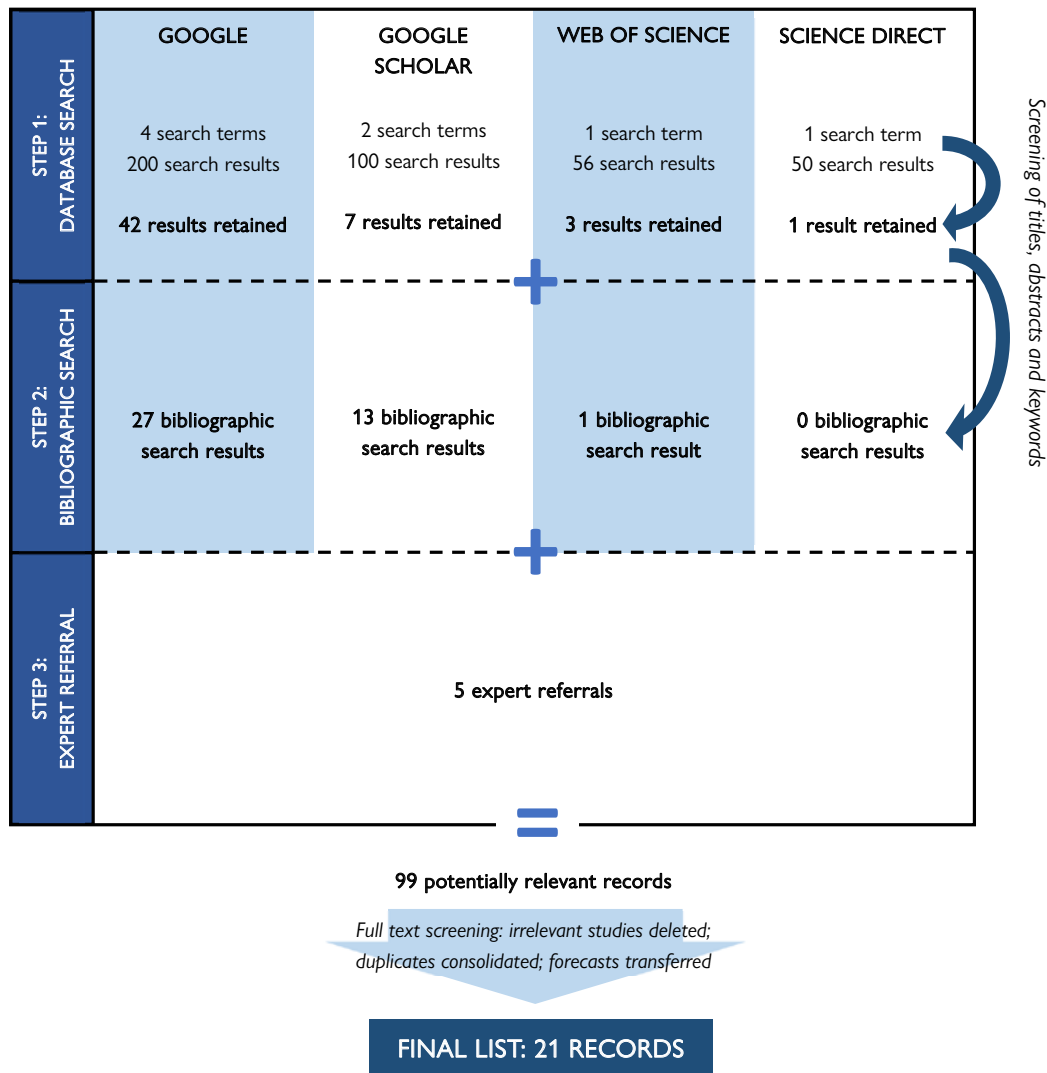 STEP 1:
DATABASE SEARCH
GOOGLE
4 search terms
200 search results
42 results retained
GOOGLE
SCHOLAR
2 search terms
100 search results
7 results retained
WEB OF SCIENCE
1 search term
56 search results
3 results retained
SCIENCE DIRECT
1 search term
50 search results
1 result retained
Screening of titles, abstracts and keywords
+
STEP 2:
BIBLIOGRAPHIC SEARCH
27 bibliographic
search results
13 bibliographic
search results
1 bibliographic
search result
0 bibliographic
search results
+
STEP 3:
EXPERT REFERRAL
5 expert referrals
=
99 potentially relevant records
Full text screening: irrelevant studies deleted;
duplicates consolidated; forecasts transferred
FINAL LIST: 21 RECORDS